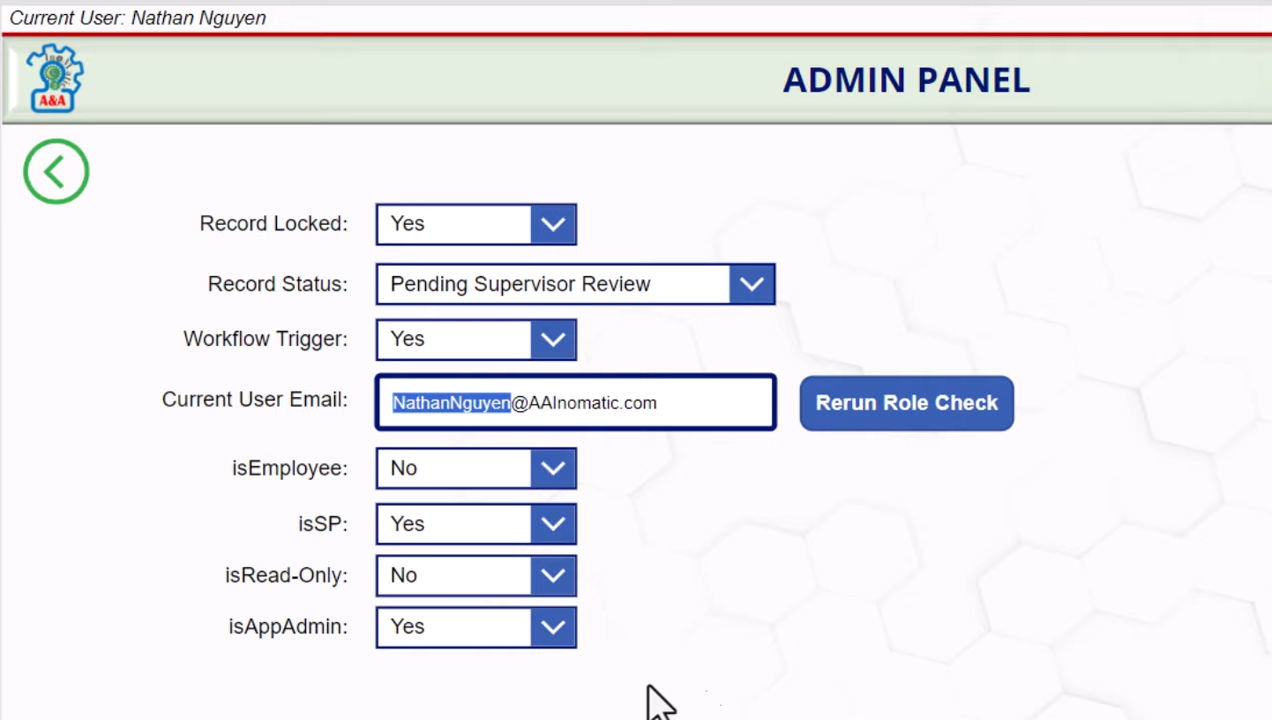 Current User: Nathan Nguyen
A&A
ADMIN PANEL
Record Locked: Yes
Record Status: Pending Supervisor Review
Workflow Trigger: Yes
Current User Email: NathanNguyen@AAInomatic.com Rerun Role Check
isEmployee: No
isSP: Yes
isRead-Only: No
isAppAdmin: Yes